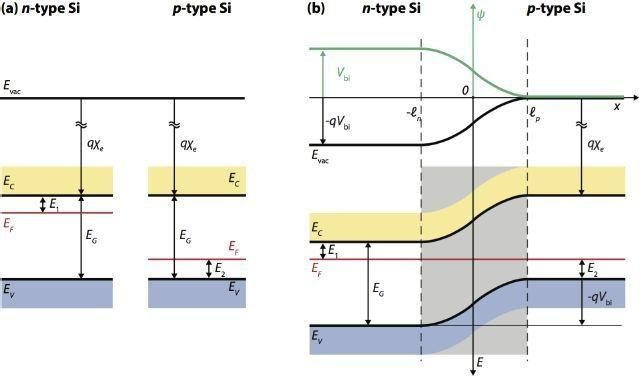 (a) n-type Si
p-type Si
E_vac
qχ_e
qχ_e
E_C
E_1
E_F
E_G
E_V
E_C
E_G
E_F
E_2
E_V
(b)
n-type Si
ψ
p-type Si
V_bi
0
-qV_bi
-ℓ_n
ℓ_p
x
E_vac
qχ_e
E_C
E_1
E_F
E_G
E_2
-qV_bi
E_V
E